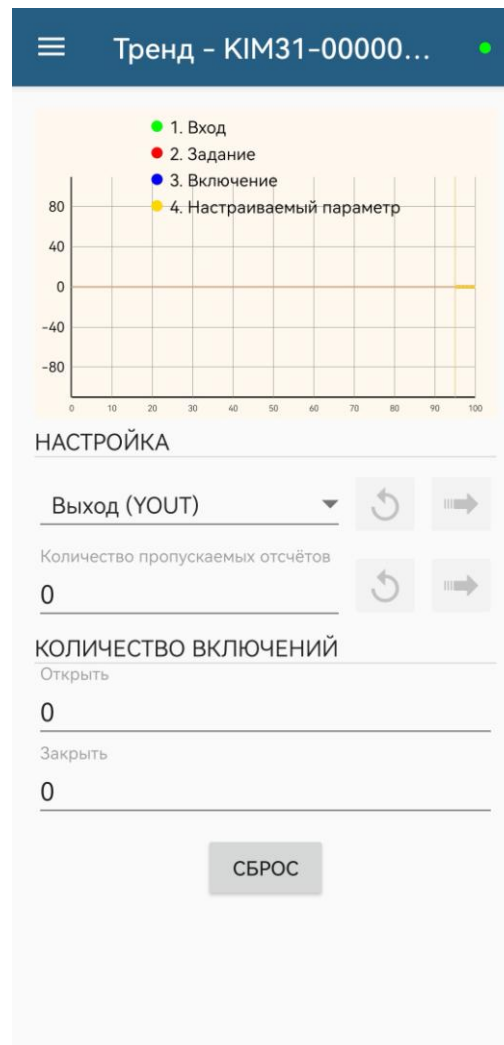 Тренд - KIM31-00000...
1. Вход
2. Задание
3. Включение
4. Настраиваемый параметр
80
40
0
-40
-80
0 10 20 30 40 50 60 70 80 90 100
НАСТРОЙКА
Выход (YOUT)
Количество пропускаемых отсчётов
0
КОЛИЧЕСТВО ВКЛЮЧЕНИЙ
Открыть
0
Закрыть
0
СБРОС